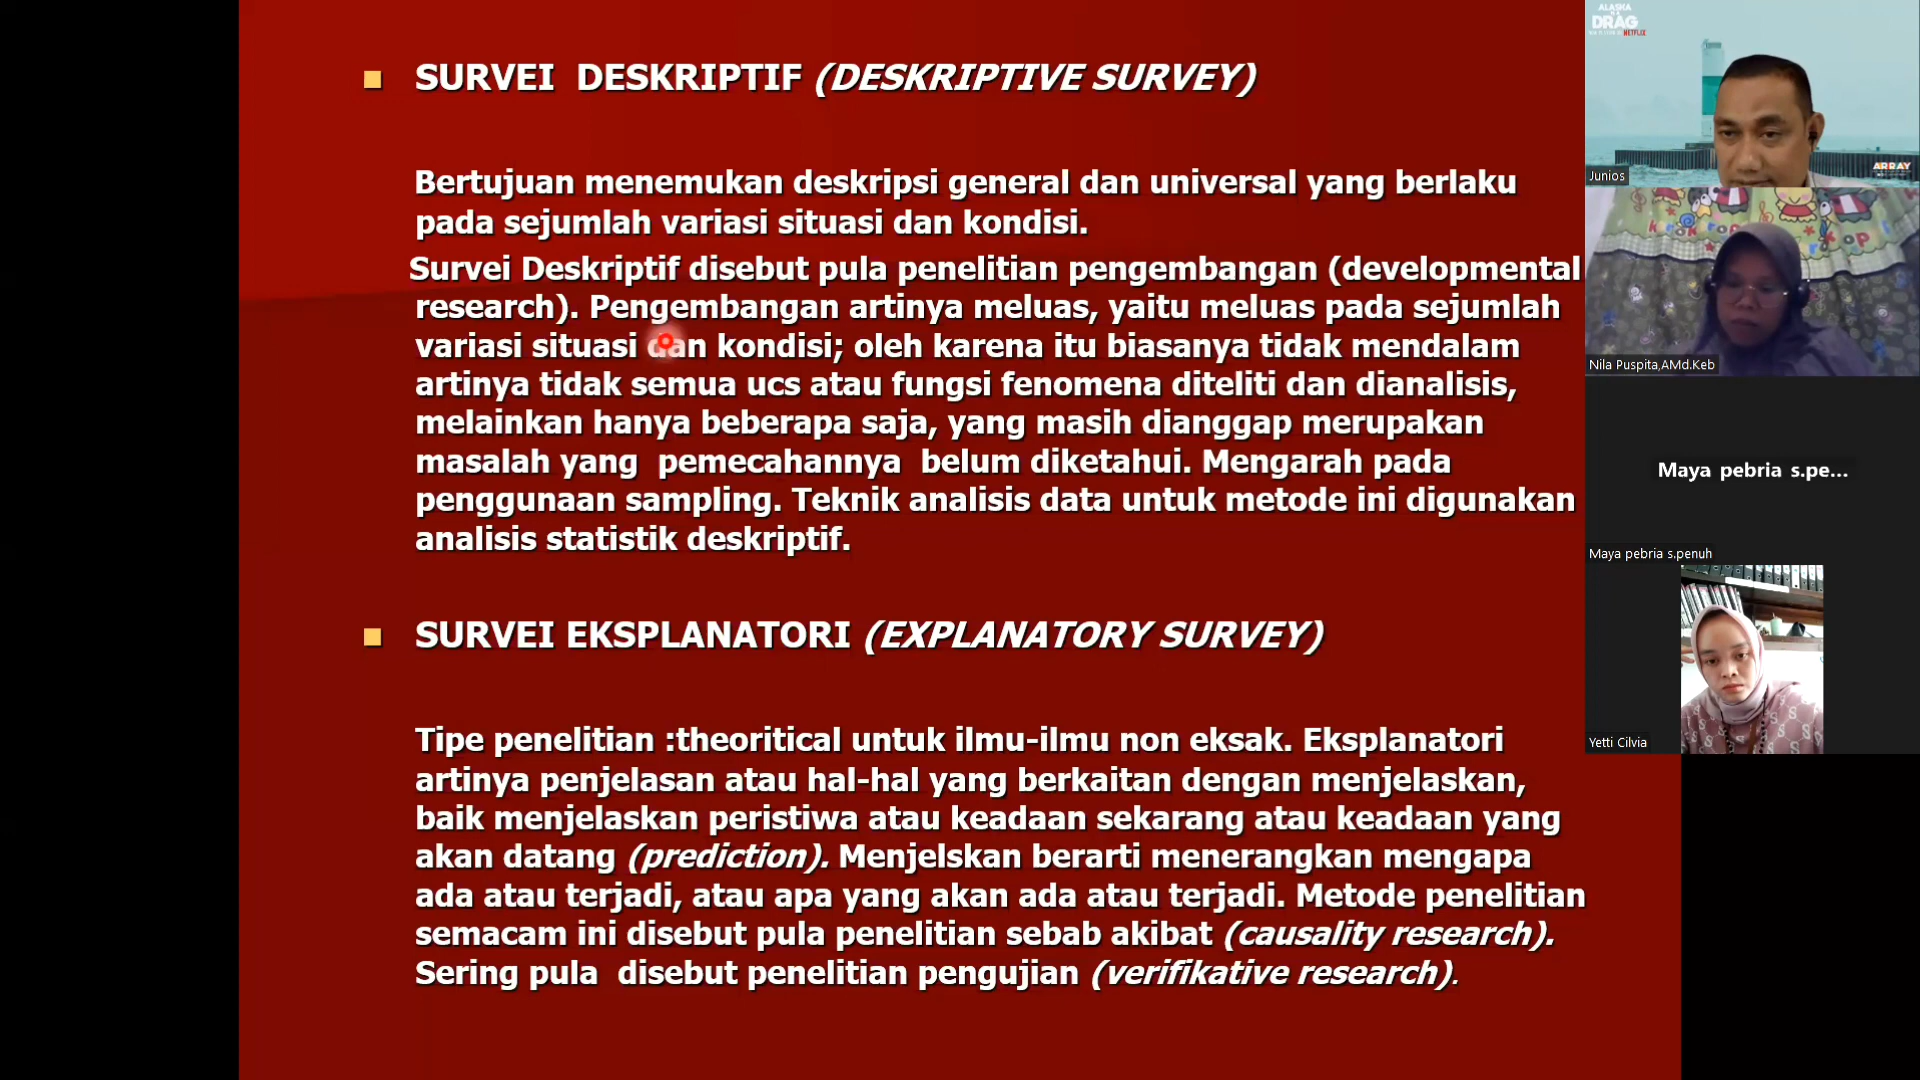 SURVEI DESKRIPTIF (DESKRIPTIVE SURVEY)
Bertujuan menemukan deskripsi general dan universal yang berlaku
pada sejumlah variasi situasi dan kondisi.
Survei Deskriptif disebut pula penelitian pengembangan (developmental
research). Pengembangan artinya meluas, yaitu meluas pada sejumlah
variasi situasi dan kondisi; oleh karena itu biasanya tidak mendalam
artinya tidak semua ucs atau fungsi fenomena diteliti dan dianalisis,
melainkan hanya beberapa saja, yang masih dianggap merupakan
masalah yang pemecahannya belum diketahui. Mengarah pada
penggunaan sampling. Teknik analisis data untuk metode ini digunakan
analisis statistik deskriptif.
SURVEI EKSPLANATORI (EXPLANATORY SURVEY)
Tipe penelitian :theoritical untuk ilmu-ilmu non eksak. Eksplanatori
artinya penjelasan atau hal-hal yang berkaitan dengan menjelaskan,
baik menjelaskan peristiwa atau keadaan sekarang atau keadaan yang
akan datang (prediction). Menjelskan berarti menerangkan mengapa
ada atau terjadi, atau apa yang akan ada atau terjadi. Metode penelitian
semacam ini disebut pula penelitian sebab akibat (causality research).
Sering pula disebut penelitian pengujian (verifikative research).
ALASKA
DRAG
NETFLIX
ARRAY
Junios
kerokeropi
Nila Puspita,AMd.Keb
Maya pebria s.pe...
Maya pebria s.penuh
Yetti Cilvia